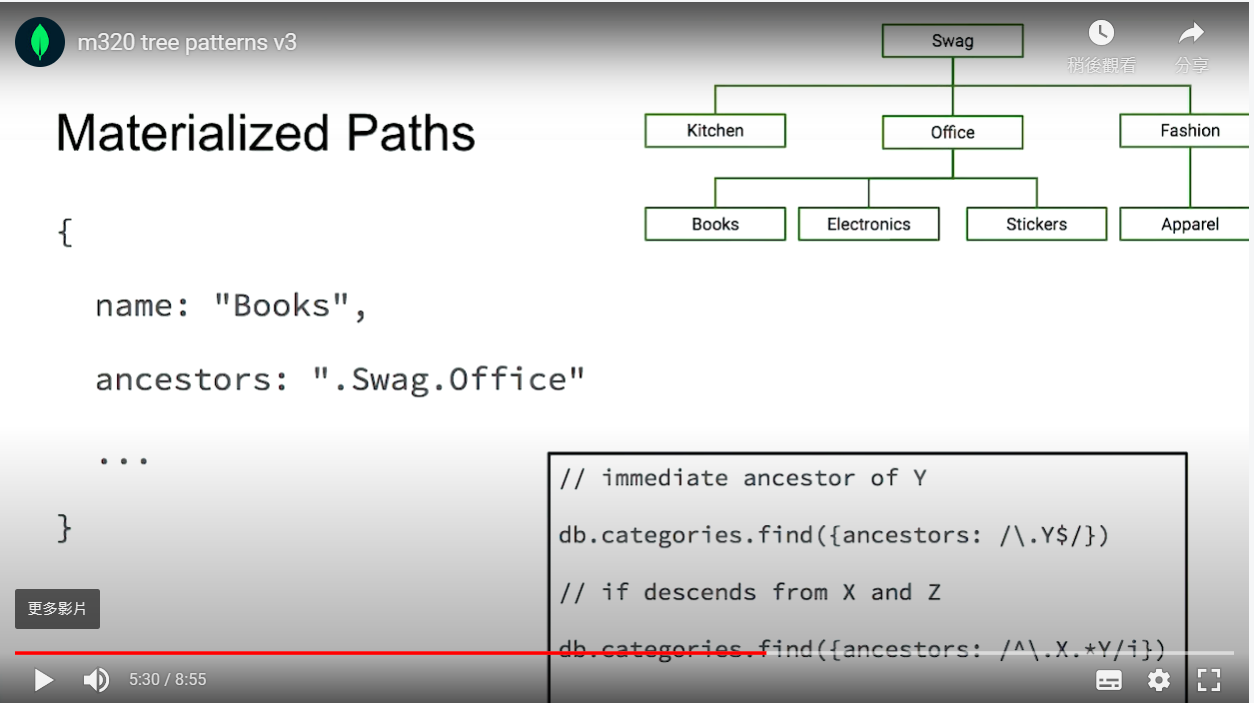 m320 tree patterns v3
稍後觀看
分享
Swag
Kitchen
Office
Fashion
Books
Electronics
Stickers
Apparel
Materialized Paths
{
name: "Books",
ancestors: ".Swag.Office"
...
}
// immediate ancestor of Y
db.categories.find({ancestors: /\.Y$/})
// if descends from X and Z
db.categories.find({ancestors: /^\.X.*Y/i})
更多影片
5:30 / 8:55